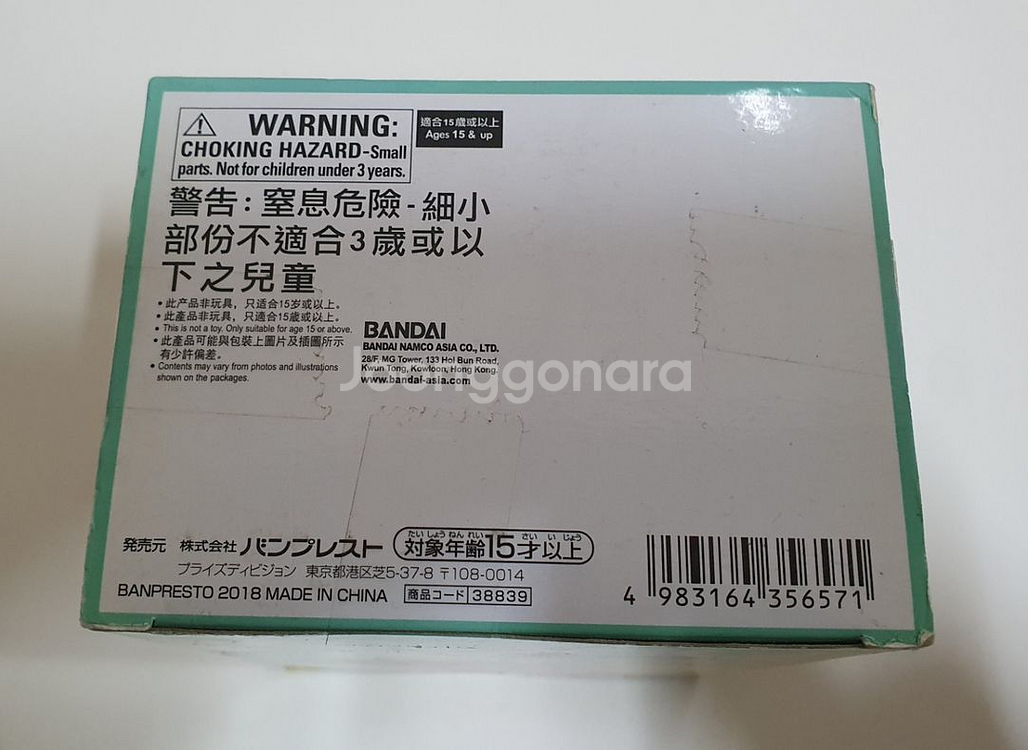 WARNING:
CHOKING HAZARD-Small
parts. Not for children under 3 years.
適合15歲或以上
Ages 15 & up
警告:窒息危險-細小
部份不適合3歲或以
下之兒童
• 此产品非玩具，只适合15岁或以上。
• 此產品非玩具，只適合15歲或以上。
• This is not a toy. Only suitable for age 15 or above.
• 此產品可能與包裝上圖片及插圖所示
有少許偏差。
• Contents may vary from photos and illustrations
shown on the packages.
BANDAI
BANDAI NAMCO ASIA CO., LTD.
28/F, MG Tower, 133 Hoi Bun Road,
Kwun Tong, Kowloon, Hong Kong.
www.bandai-asia.com
Joonggonara
発売元 株式会社 バンプレスト
たい しょう ねん れい さい い じょう
対象年齢15才以上
プライズディビジョン 東京都港区芝5-37-8 〒108-0014
BANPRESTO 2018 MADE IN CHINA 商品コード 38839
4 983164 356571